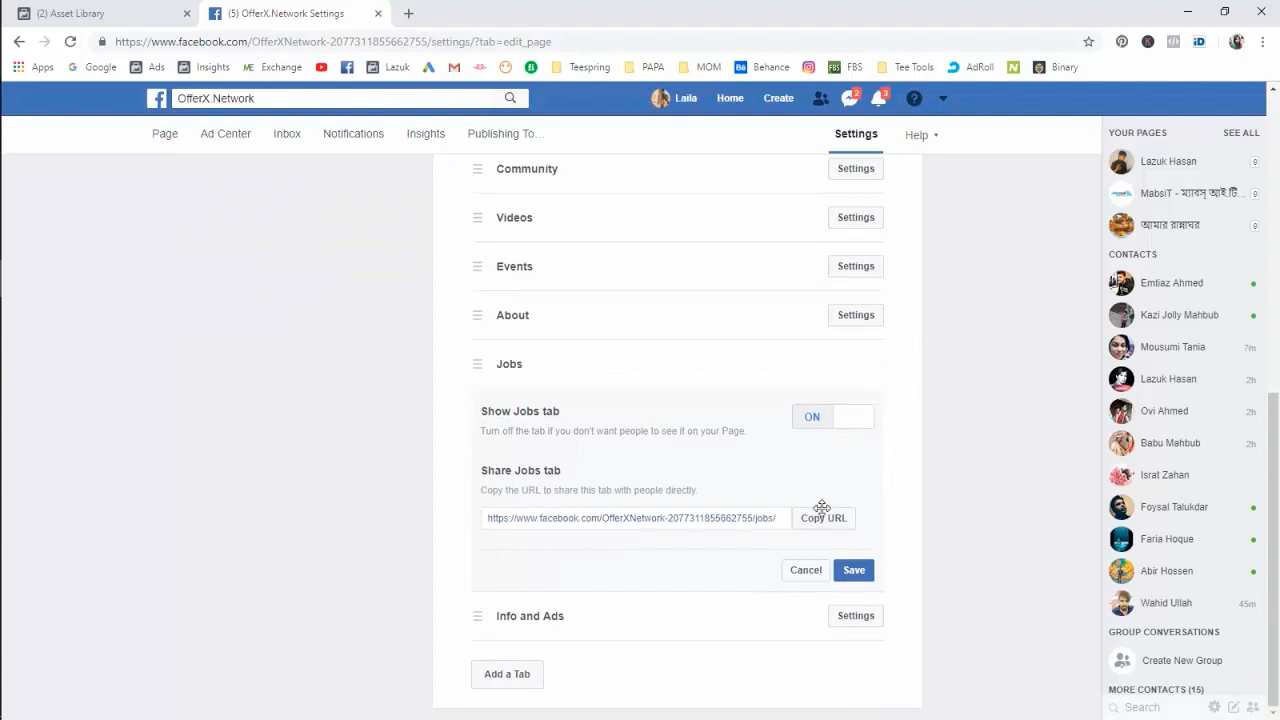 (2) Asset Library
(5) OfferX.Network Settings
https://www.facebook.com/OfferXNetwork-2077311855662755/settings/?tab=edit_page
Apps Google Ads Insights Exchange Lazuk Teespring PAPA MOM Behance FBS Tee Tools AdRoll Binary
OfferX.Network
Laila Home Create 2 3
Page Ad Center Inbox Notifications Insights Publishing To... Settings Help
Community Settings
Videos Settings
Events Settings
About Settings
Jobs
Show Jobs tab ON
Turn off the tab if you don't want people to see it on your Page.
Share Jobs tab
Copy the URL to share this tab with people directly.
https://www.facebook.com/OfferXNetwork-2077311855662755/jobs/ Copy URL
Cancel Save
Info and Ads Settings
Add a Tab
YOUR PAGES SEE ALL
Lazuk Hasan 9
MabsiT - ম্যাবস্ আই.টি... 9
আমার রান্নাঘর 9
CONTACTS
Emtiaz Ahmed
Kazi Jolly Mahbub
Mousumi Tania 7m
Lazuk Hasan 2h
Ovi Ahmed 2h
Babu Mahbub 2h
Israt Zahan
Foysal Talukdar
Faria Hoque
Abir Hossen
Wahid Ullah 45m
GROUP CONVERSATIONS
Create New Group
MORE CONTACTS (15)
Search